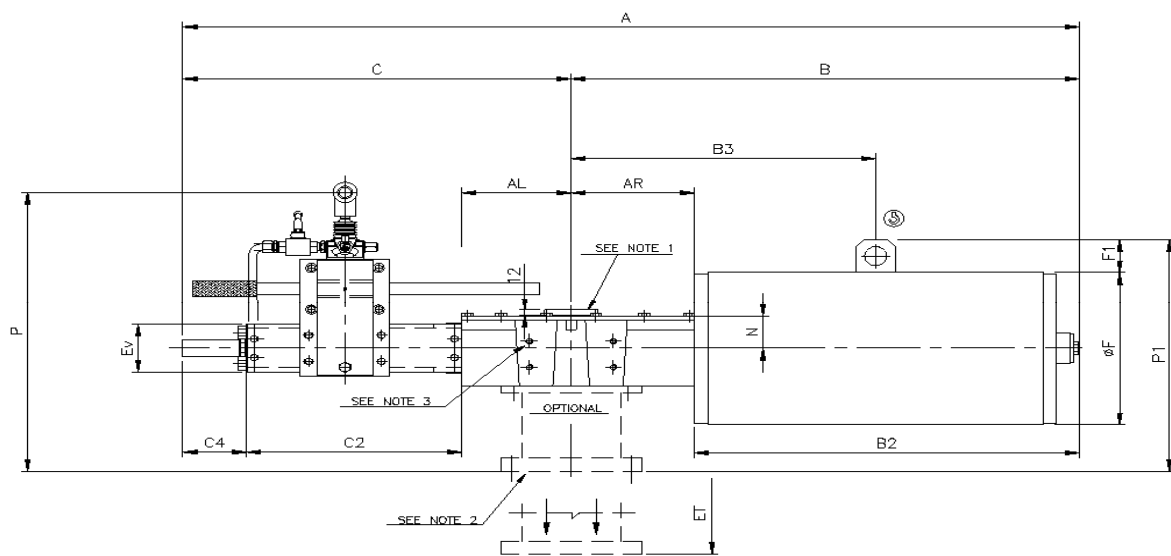 A
C
B
B3
AL
AR
5
SEE NOTE 1
F1
12
P
Ev
N
øF
P1
SEE NOTE 3
OPTIONAL
C4
C2
B2
SEE NOTE 2
ET